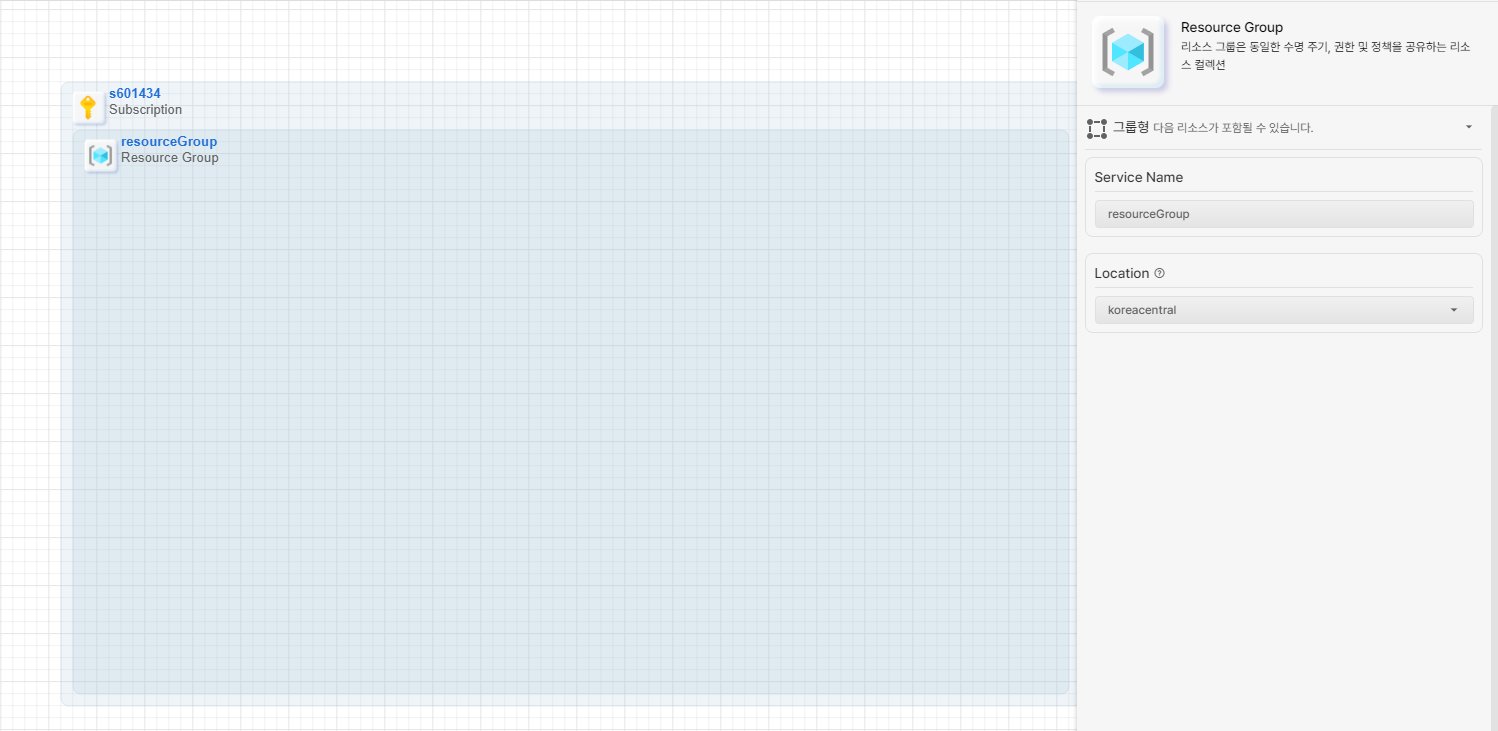 s601434
Subscription
resourceGroup
Resource Group
Resource Group
리소스 그룹은 동일한 수명 주기, 권한 및 정책을 공유하는 리소
스 컬렉션
그룹형 다음 리소스가 포함될 수 있습니다.
Service Name
resourceGroup
Location
koreacentral